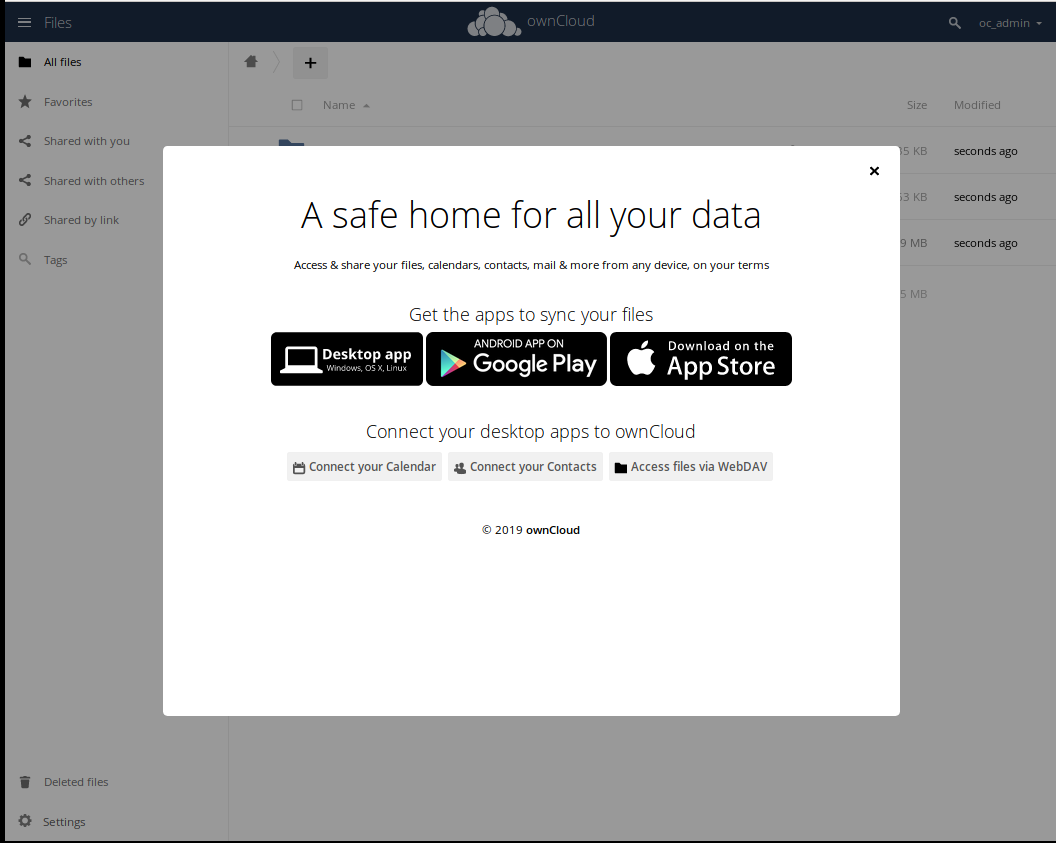 Files
ownCloud
oc_admin
All files
Favorites
Shared with you
Shared with others
Shared by link
Tags
Deleted files
Settings
+
Name
Size
Modified
5 KB
seconds ago
53 KB
seconds ago
9 MB
seconds ago
5 MB
×
A safe home for all your data
Access & share your files, calendars, contacts, mail & more from any device, on your terms
Get the apps to sync your files
Desktop app
Windows, OS X, Linux
ANDROID APP ON
Google Play
Download on the
App Store
Connect your desktop apps to ownCloud
Connect your Calendar
Connect your Contacts
Access files via WebDAV
© 2019 ownCloud